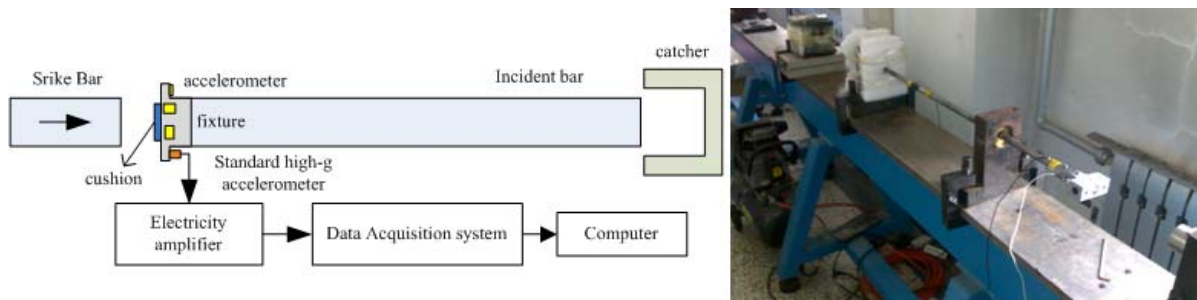 catcher
Srike Bar
accelerometer
Incident bar
fixture
cushion
Standard high-g
accelerometer
Electricity
amplifier
Data Acquisition system
Computer